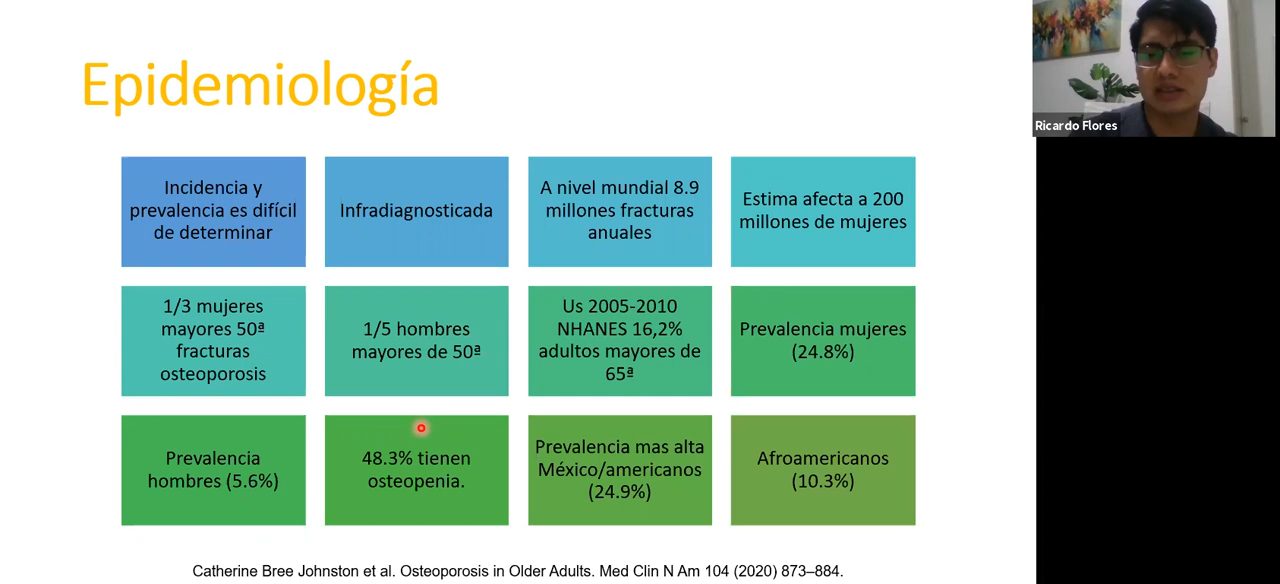 Epidemiología
Ricardo Flores
Incidencia y
prevalencia es difícil
de determinar
Infradiagnosticada
A nivel mundial 8.9
millones fracturas
anuales
Estima afecta a 200
millones de mujeres
1/3 mujeres
mayores 50ª
fracturas
osteoporosis
1/5 hombres
mayores de 50ª
Us 2005-2010
NHANES 16,2%
adultos mayores de
65ª
Prevalencia mujeres
(24.8%)
Prevalencia
hombres (5.6%)
48.3% tienen
osteopenia.
Prevalencia mas alta
México/americanos
(24.9%)
Afroamericanos
(10.3%)
Catherine Bree Johnston et al. Osteoporosis in Older Adults. Med Clin N Am 104 (2020) 873–884.